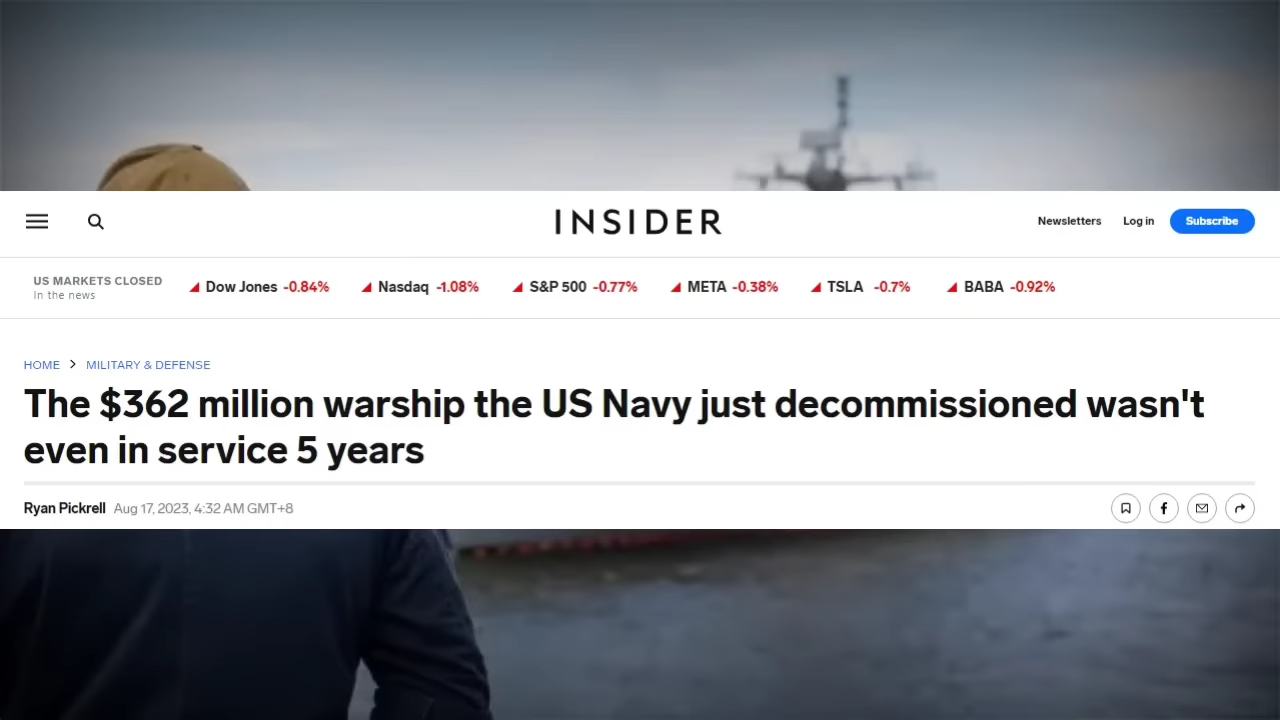 INSIDER
Newsletters Log in Subscribe
US MARKETS CLOSED
In the news
Dow Jones -0.84% Nasdaq -1.08% S&P 500 -0.77% META -0.38% TSLA -0.7% BABA -0.92%
HOME > MILITARY & DEFENSE
The $362 million warship the US Navy just decommissioned wasn't
even in service 5 years
Ryan Pickrell Aug 17, 2023, 4:32 AM GMT+8